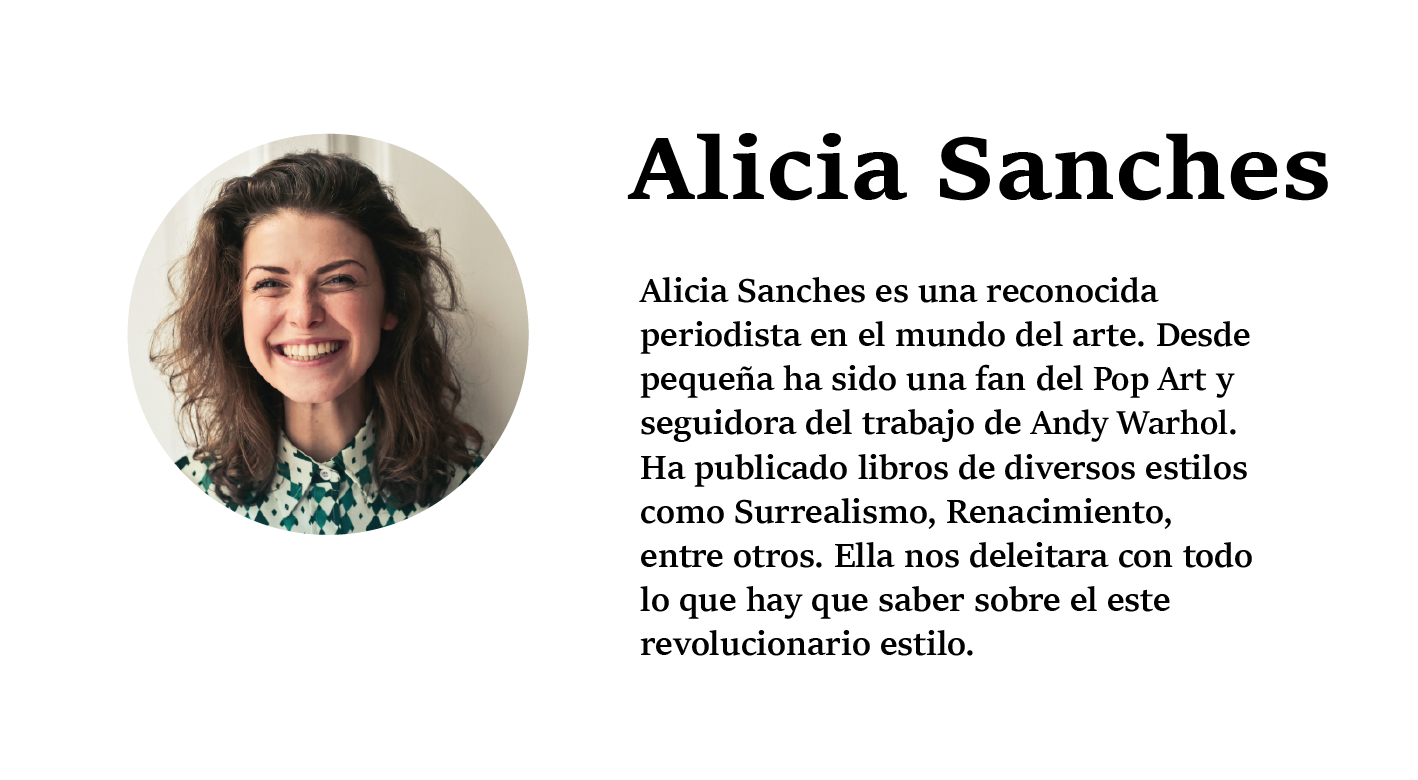 Alicia Sanches
Alicia Sanches es una reconocida
periodista en el mundo del arte. Desde
pequeña ha sido una fan del Pop Art y
seguidora del trabajo de Andy Warhol.
Ha publicado libros de diversos estilos
como Surrealismo, Renacimiento,
entre otros. Ella nos deleitara con todo
lo que hay que saber sobre el este
revolucionario estilo.